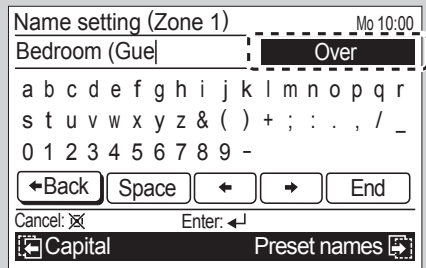 Name setting (Zone 1) Mo 10:00
Bedroom (Gue Over
a b c d e f g h i j k l m n o p q r
s t u v w x y z & ( ) + ; : . , / _
0 1 2 3 4 5 6 7 8 9 -
←Back Space ← → End
Cancel: Enter: ↵
Capital Preset names